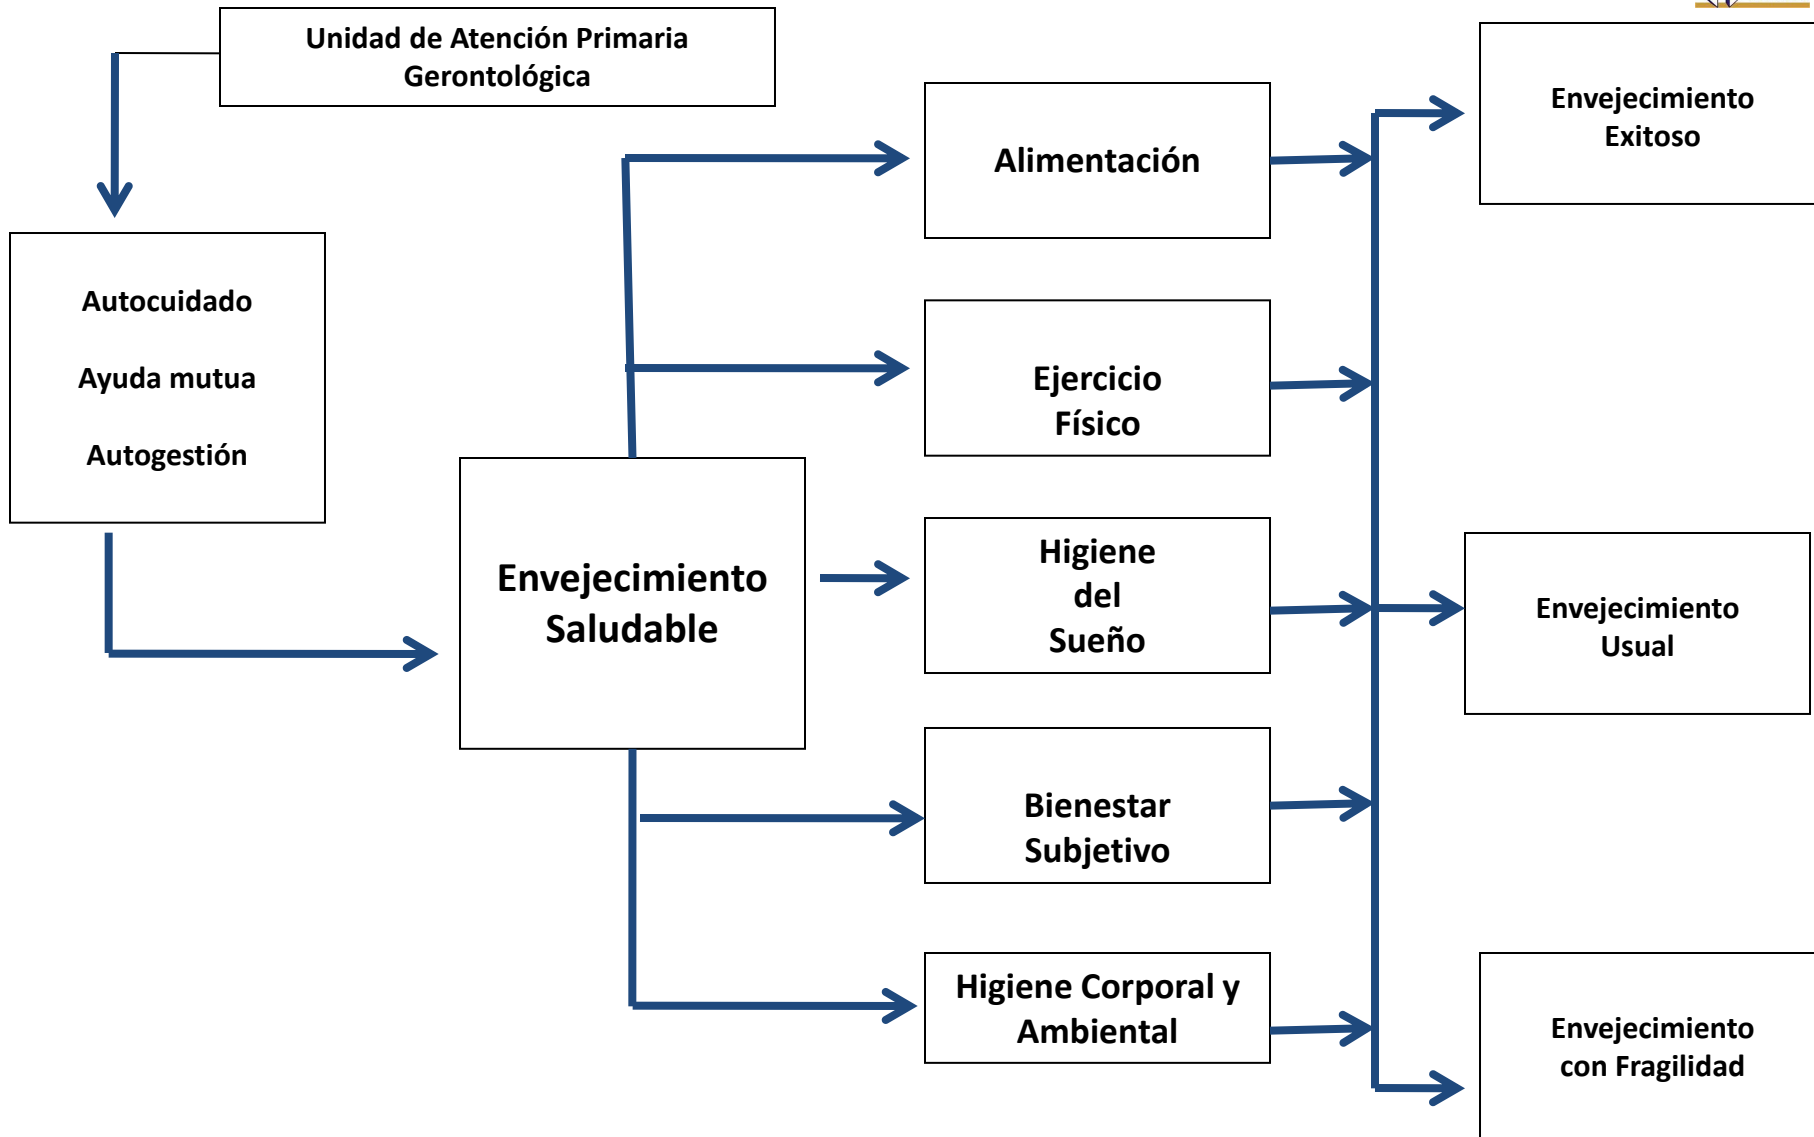 Unidad de Atención Primaria
Gerontológica
Autocuidado
Ayuda mutua
Autogestión
Envejecimiento
Saludable
Alimentación
Ejercicio
Físico
Higiene
del
Sueño
Bienestar
Subjetivo
Higiene Corporal y
Ambiental
Envejecimiento
Exitoso
Envejecimiento
Usual
Envejecimiento
con Fragilidad